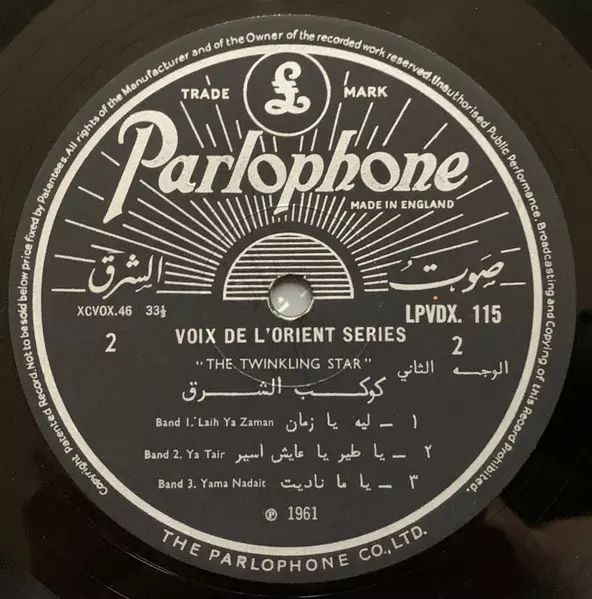 Copyright Patented Record. Not to be sold below price fixed by Patentees. All rights of the Manufacturer and of the Owner of the recorded work reserved. Unauthorised Public Performance, Broadcasting and Copying of this Record Prohibited.
TRADE £ MARK
Parlophone
MADE IN ENGLAND
صوت الشرق
XCVOX.46 33⅓
LPVDX. 115
2 VOIX DE L'ORIENT SERIES 2
"THE TWINKLING STAR" الوجه الثاني
كوكب الشرق
Band 1. Laih Ya Zaman ١ ـ ليه يا زمان
Band 2. Ya Tair ٢ ـ يا طير يا عايش اسير
Band 3. Yama Nadait ٣ ـ يا ما ناديت
℗ 1961
THE PARLOPHONE CO., LTD.